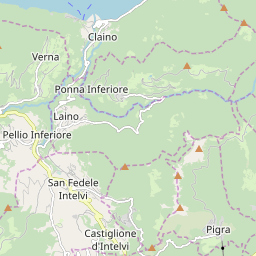 Claino
Verna
Ponna Inferiore
Laino
Pellio Inferiore
San Fedele
Intelvi
Pigra
Castiglione
d'Intelvi